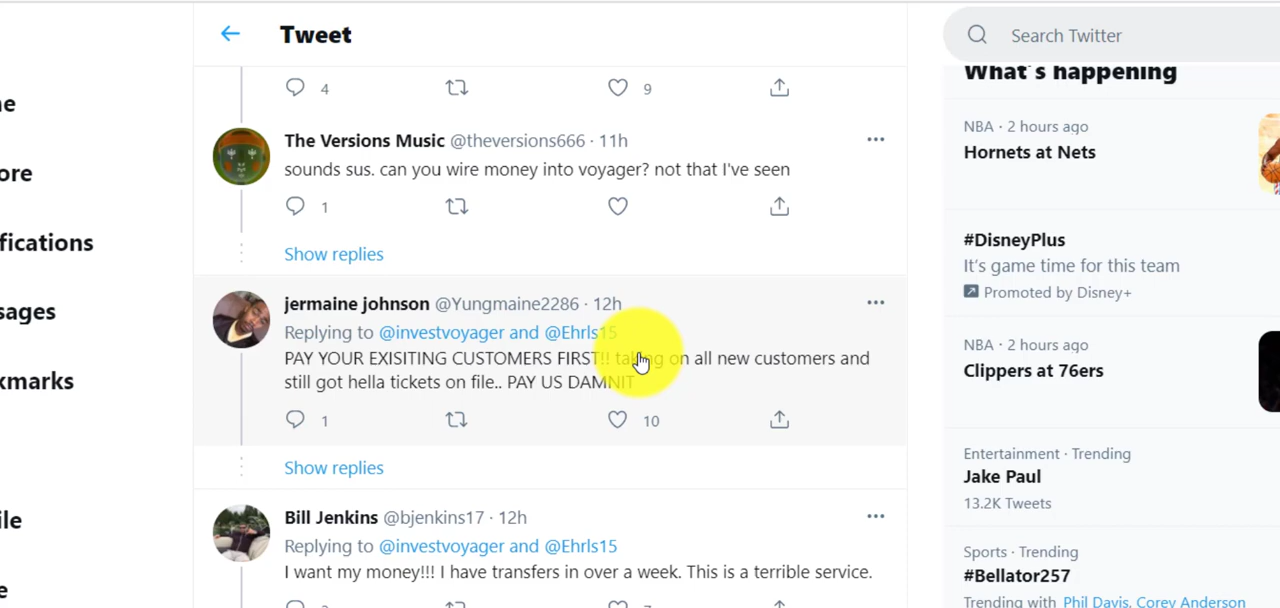 Tweet
Search Twitter
What's happening
4
9
NBA · 2 hours ago
Hornets at Nets
The Versions Music @theversions666 · 11h
sounds sus. can you wire money into voyager? not that I've seen
1
Show replies
#DisneyPlus
It's game time for this team
Promoted by Disney+
jermaine johnson @Yungmaine2286 · 12h
Replying to @investvoyager and @Ehrls15
PAY YOUR EXISITING CUSTOMERS FIRST!! taking on all new customers and
still got hella tickets on file.. PAY US DAMNIT
1
10
Show replies
NBA · 2 hours ago
Clippers at 76ers
Entertainment · Trending
Jake Paul
13.2K Tweets
Bill Jenkins @bjenkins17 · 12h
Replying to @investvoyager and @Ehrls15
I want my money!!! I have transfers in over a week. This is a terrible service.
Sports · Trending
#Bellator257
Trending with Phil Davis, Corey Anderson
ore
fications
sages
kmarks
ile